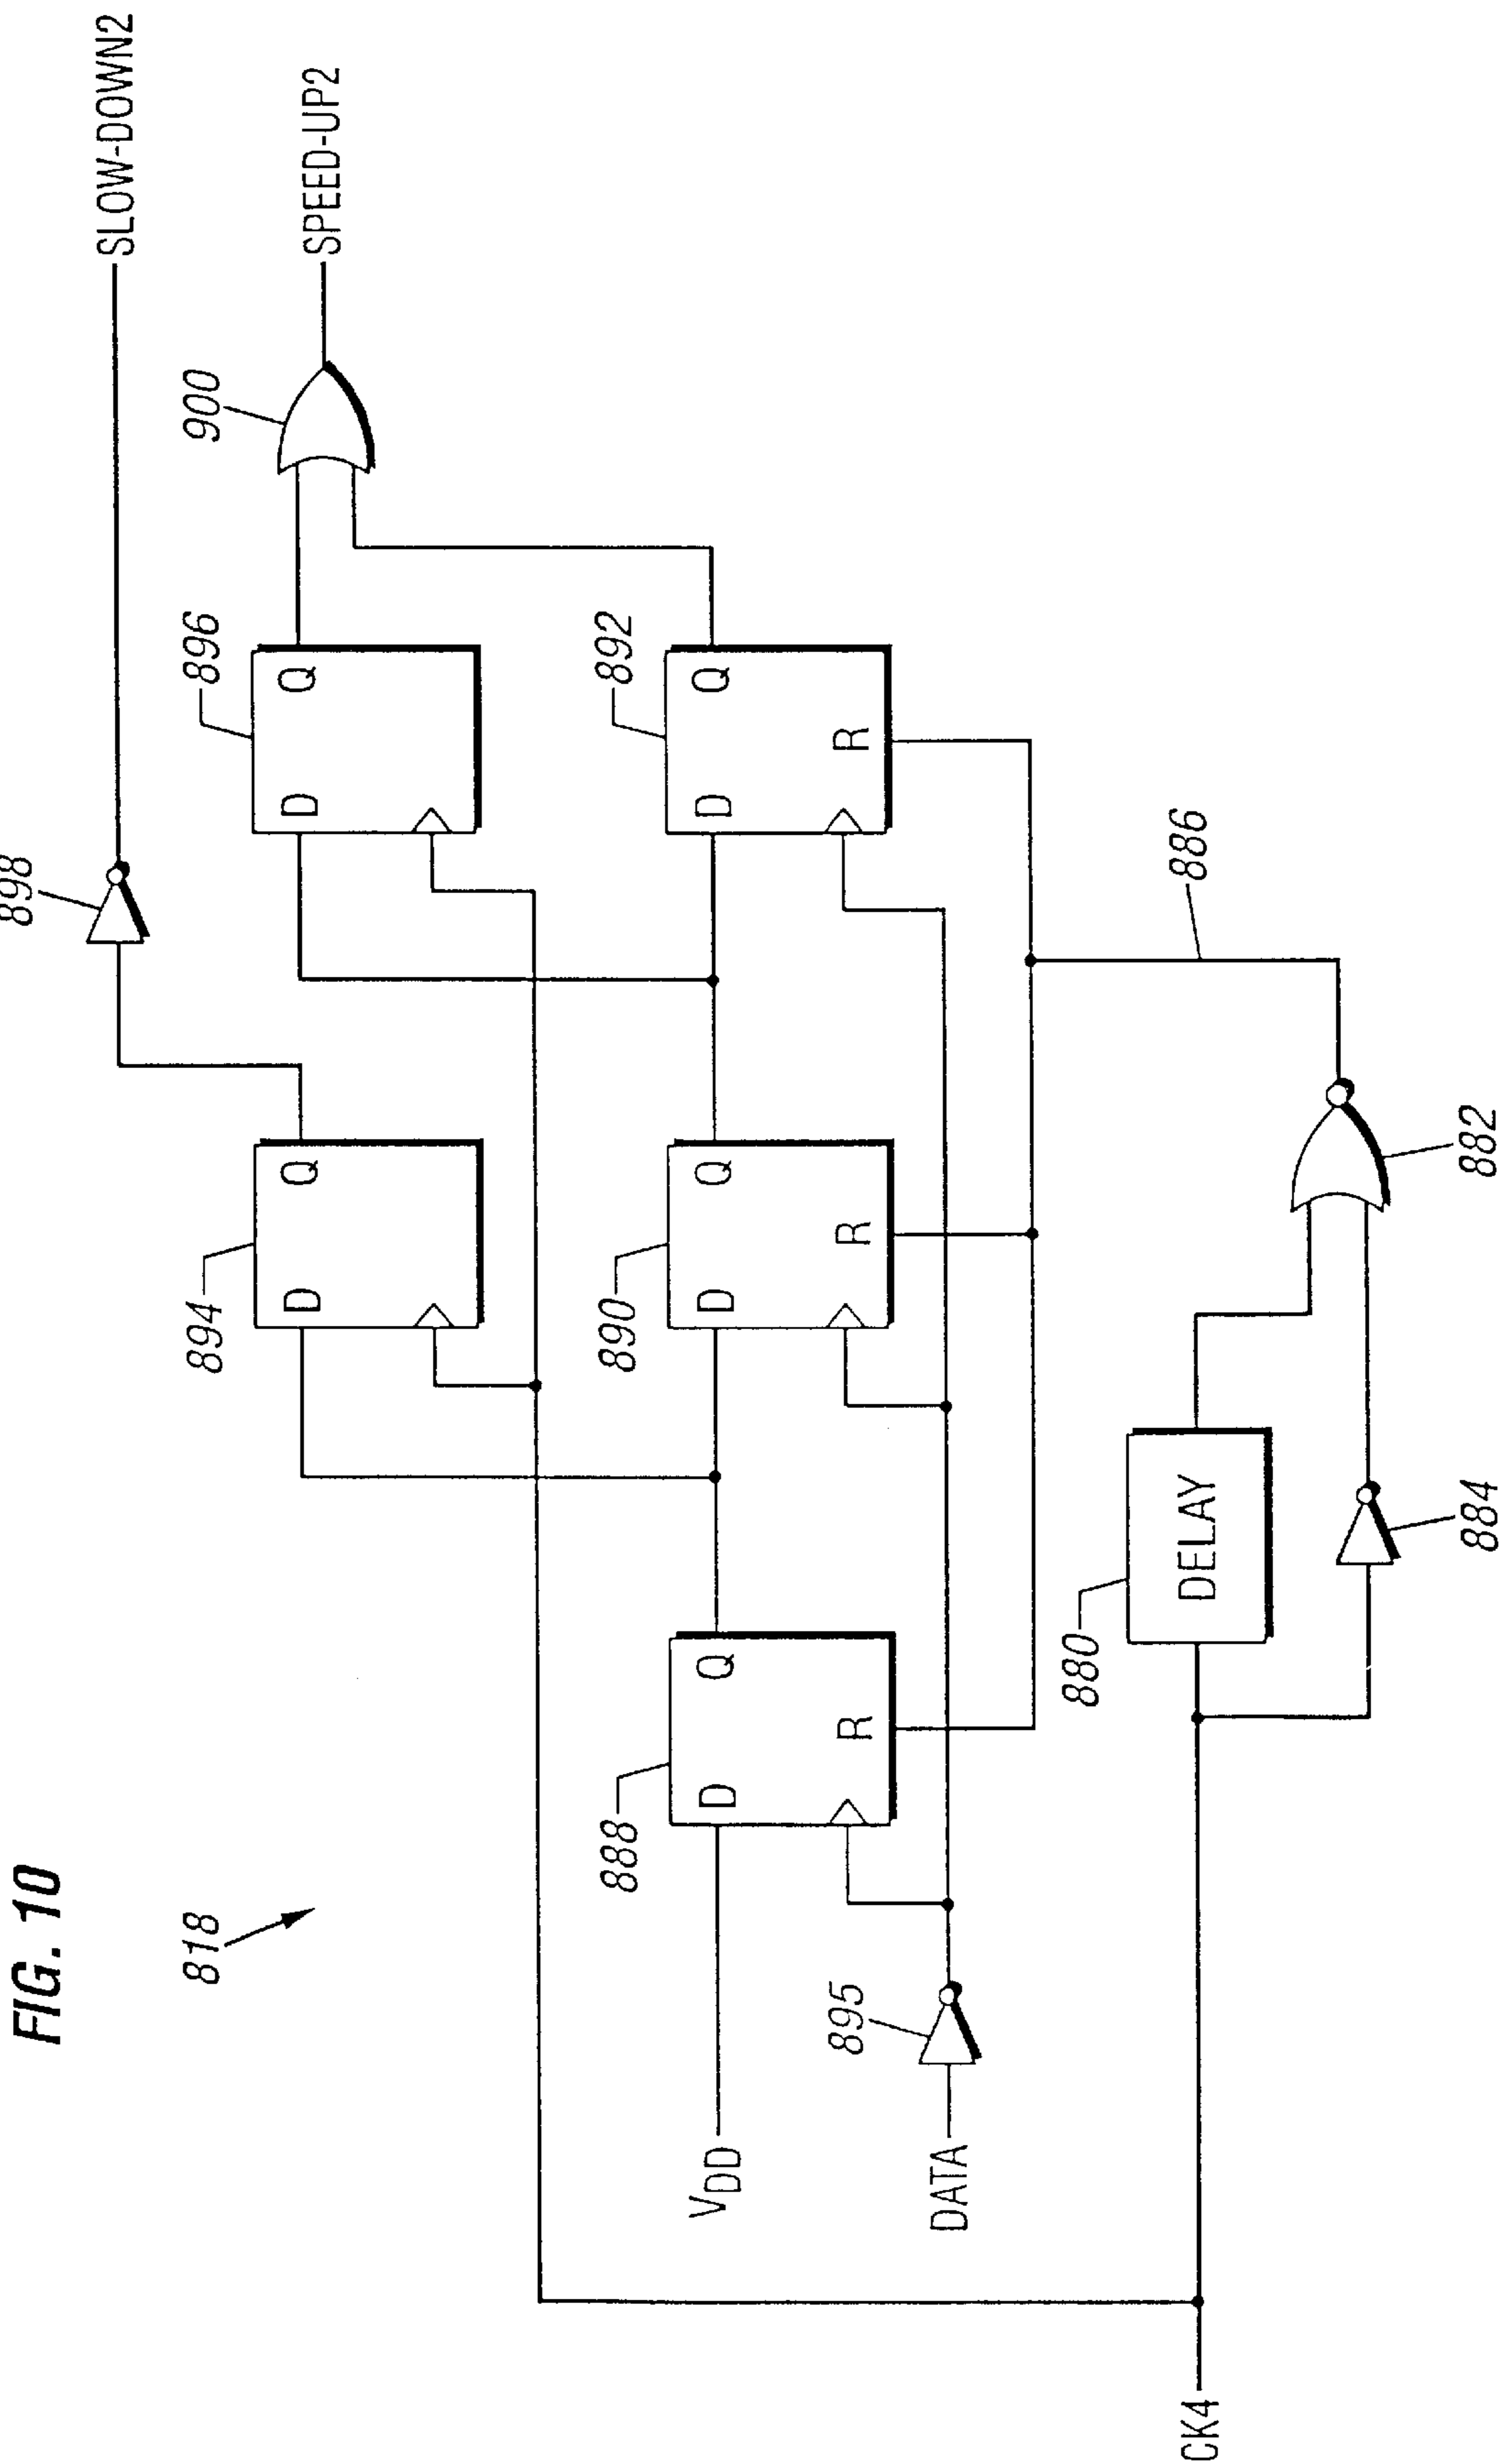 FIG. 10
818
898
SLOW-DOWN2
894
D
Q
896
D
Q
900
SPEED-UP2
VDD
888
D
Q
R
890
D
Q
R
892
D
Q
R
DATA
895
886
880
DELAY
884
882
CK4